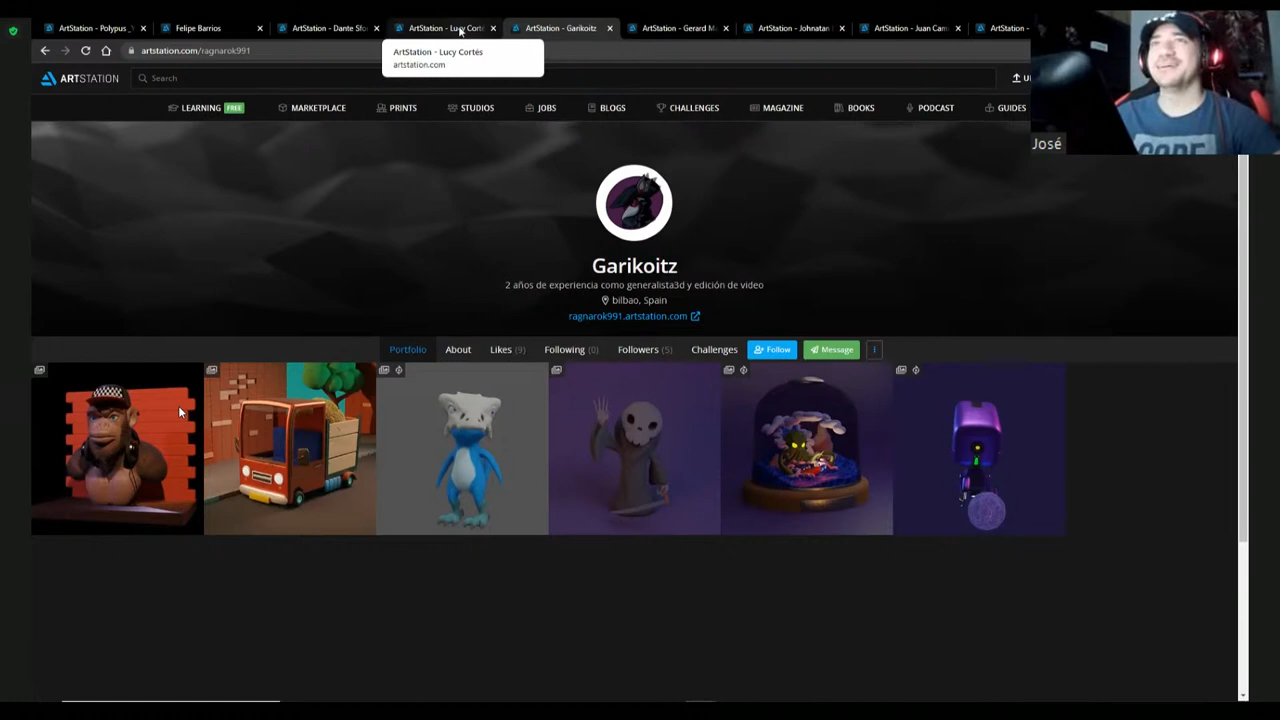 ArtStation - Polypus_
Felipe Barrios
ArtStation - Dante Sfo
ArtStation - Lucy Corté
ArtStation - Garikoitz
ArtStation - Gerard M
ArtStation - Johnatan
ArtStation - Juan Cam
ArtStation -
artstation.com/ragnarok991
ArtStation - Lucy Cortés
artstation.com
ARTSTATION
Search
LEARNING FREE
MARKETPLACE
PRINTS
STUDIOS
JOBS
BLOGS
CHALLENGES
MAGAZINE
BOOKS
PODCAST
GUIDES
José
Garikoitz
2 años de experiencia como generalista3d y edición de video
bilbao, Spain
ragnarok991.artstation.com
Portfolio
About
Likes (9)
Following (0)
Followers (5)
Challenges
Follow
Message
i